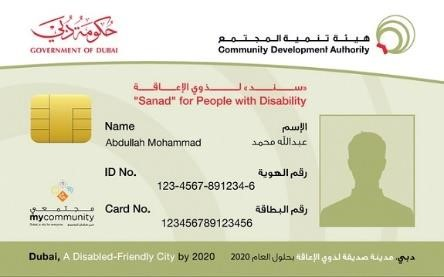 حكومة دبي
GOVERNMENT OF DUBAI
هيئة تنمية المجتمع
Community Development Authority
«سند» لذوي الإعاقة
"Sanad" for People with Disability
Name
الإسم
Abdullah Mohammad
عبدالله محمد
ID No.
رقم الهوية
123-4567-891234-6
Card No.
رقم البطاقة
123456789123456
مجتمعي
mycommunity
Dubai, A Disabled-Friendly City by 2020
دبي، مدينة صديقة لذوي الإعاقة بحلول العام 2020